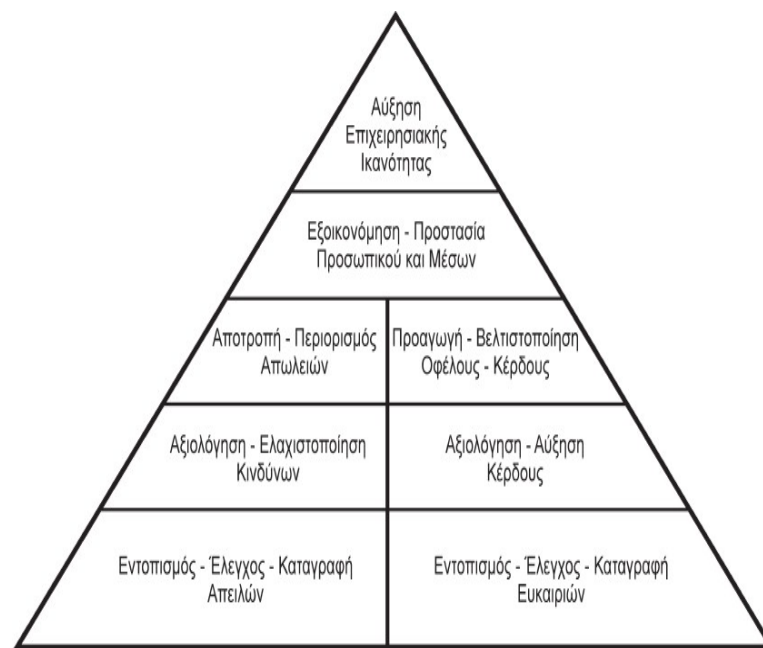 Αύξηση
Επιχειρησιακής
Ικανότητας
Εξοικονόμηση - Προστασία
Προσωπικού και Μέσων
Αποτροπή - Περιορισμός
Απωλειών
Προαγωγή - Βελτιστοποίηση
Οφέλους - Κέρδους
Αξιολόγηση - Ελαχιστοποίηση
Κινδύνων
Αξιολόγηση - Αύξηση
Κέρδους
Εντοπισμός - Έλεγχος - Καταγραφή
Απειλών
Εντοπισμός - Έλεγχος - Καταγραφή
Ευκαιριών